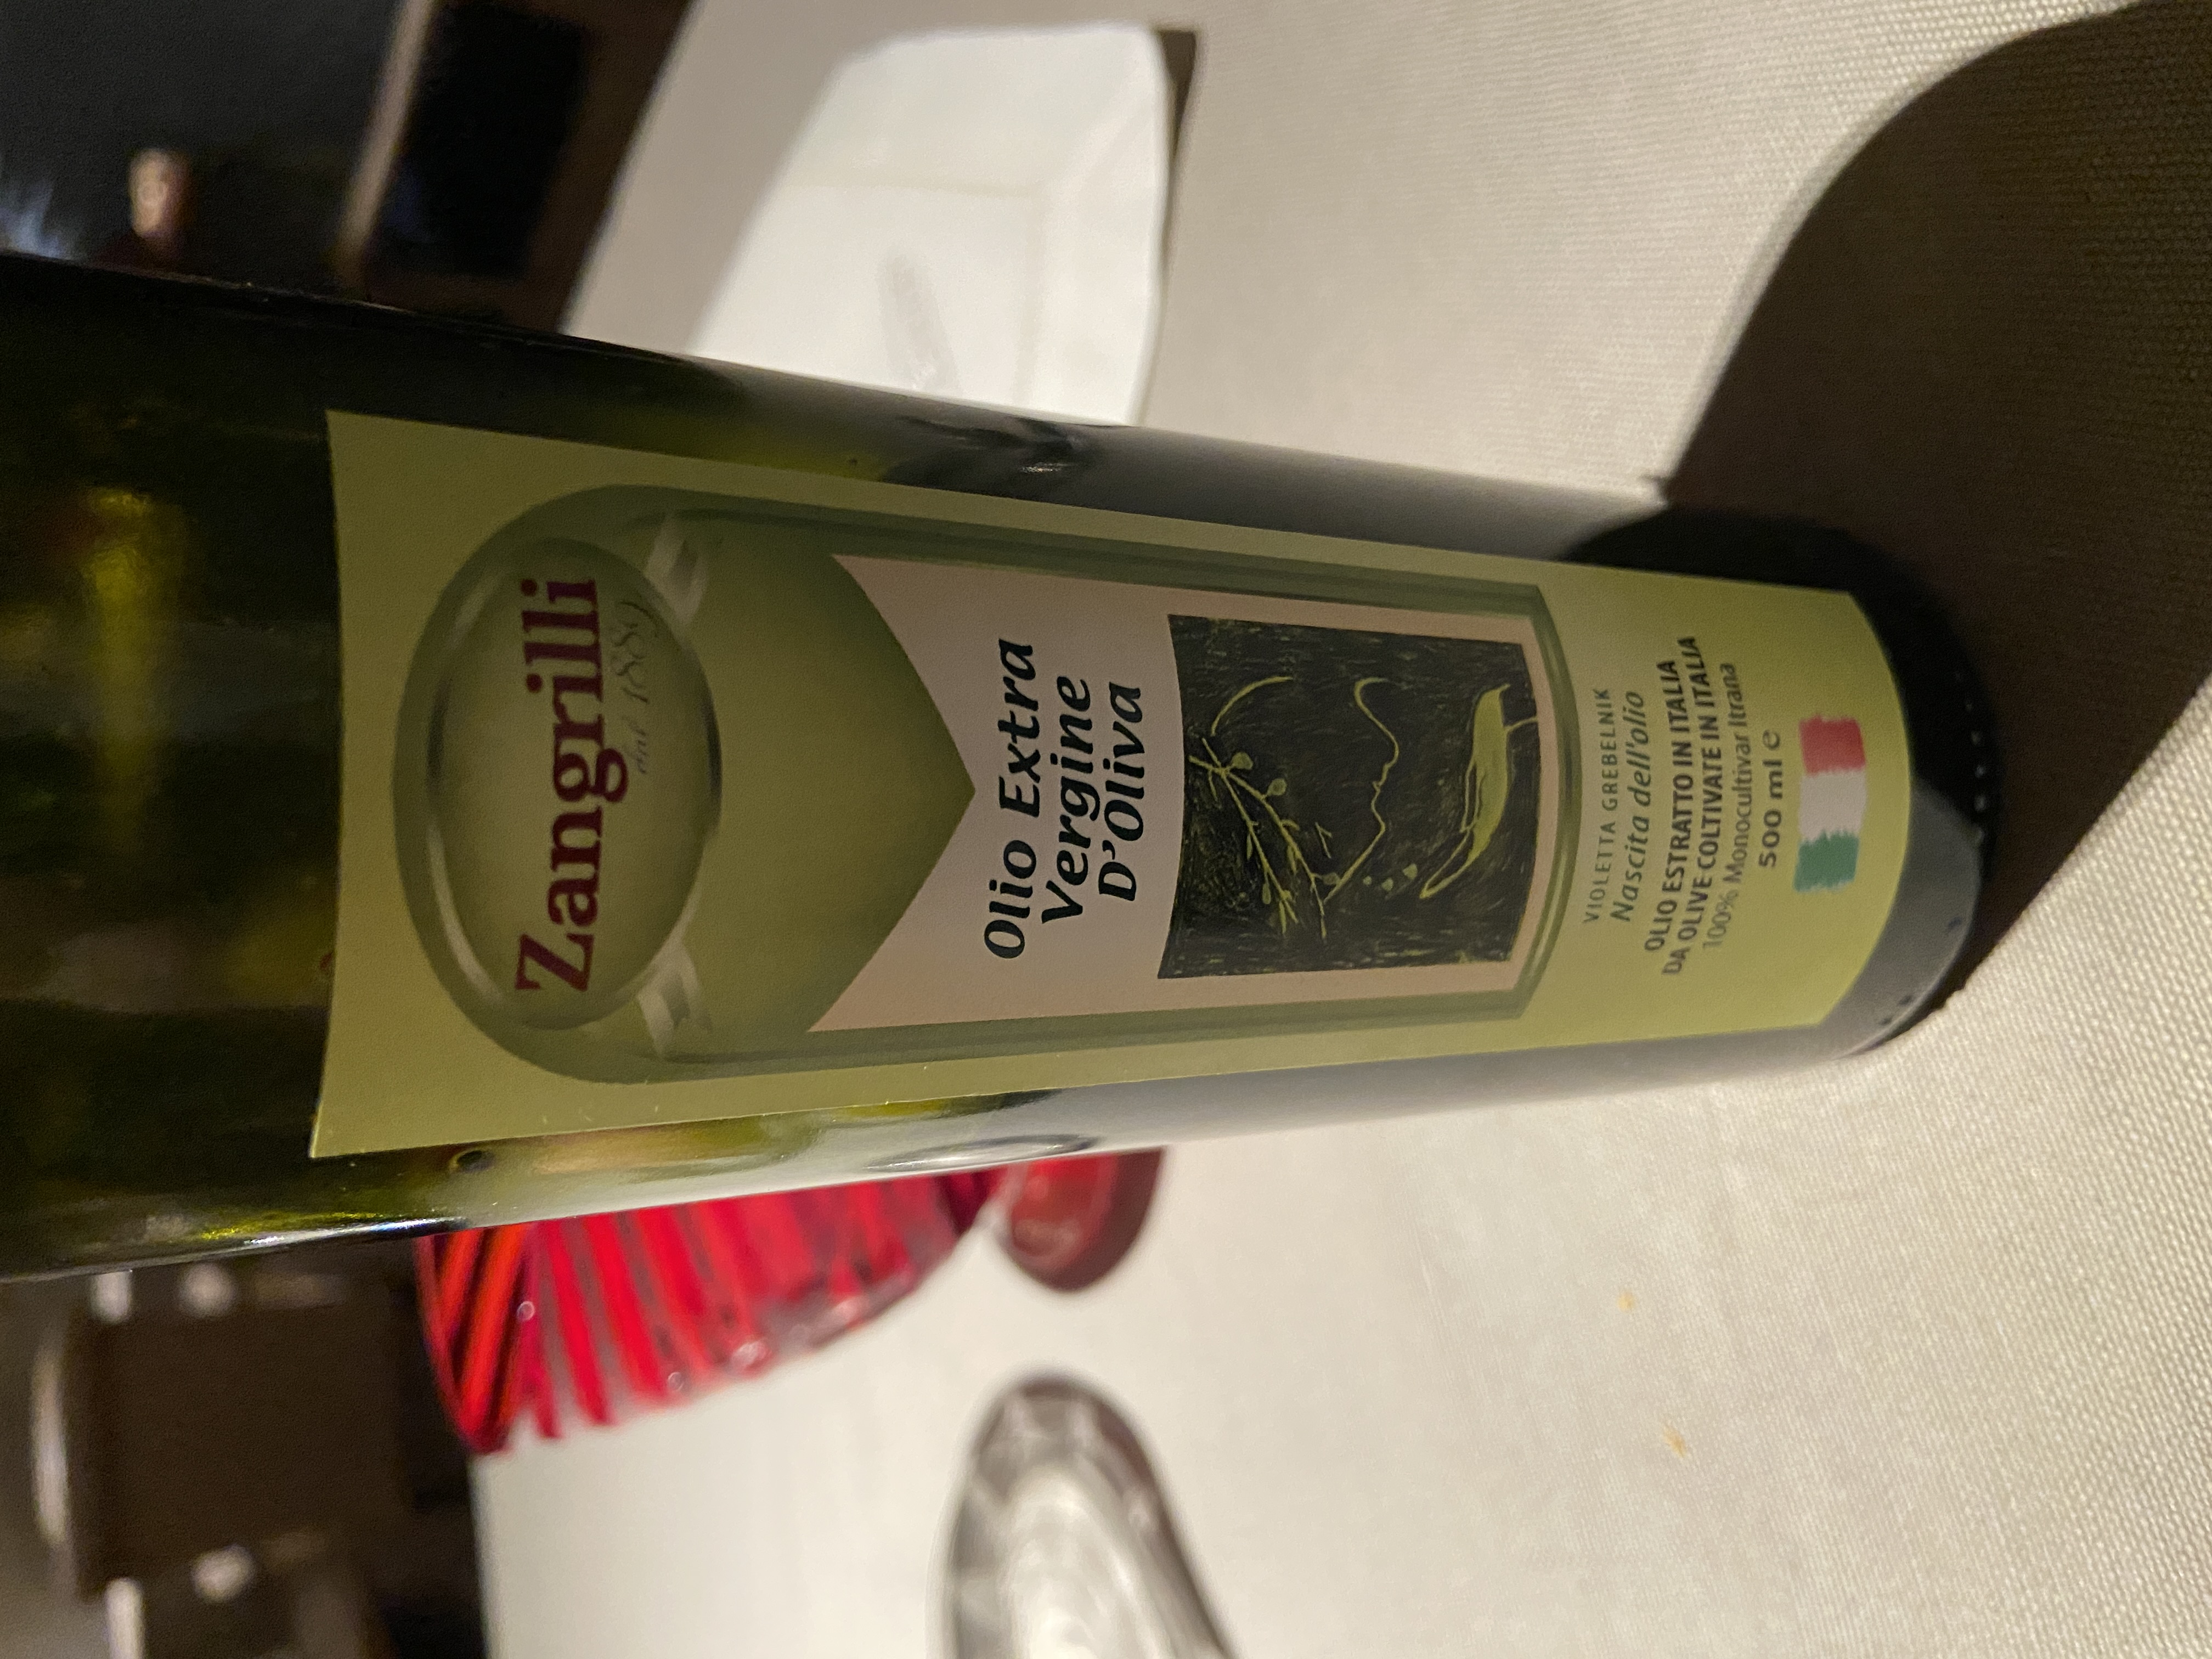 Zangrilli
dal 1889
Olio Extra
Vergine
D'Oliva
VIOLETTA GREBELNIK
Nascita dell'olio
OLIO ESTRATTO IN ITALIA
DA OLIVE COLTIVATE IN ITALIA
100% Monocultivar Itrana
500 ml e